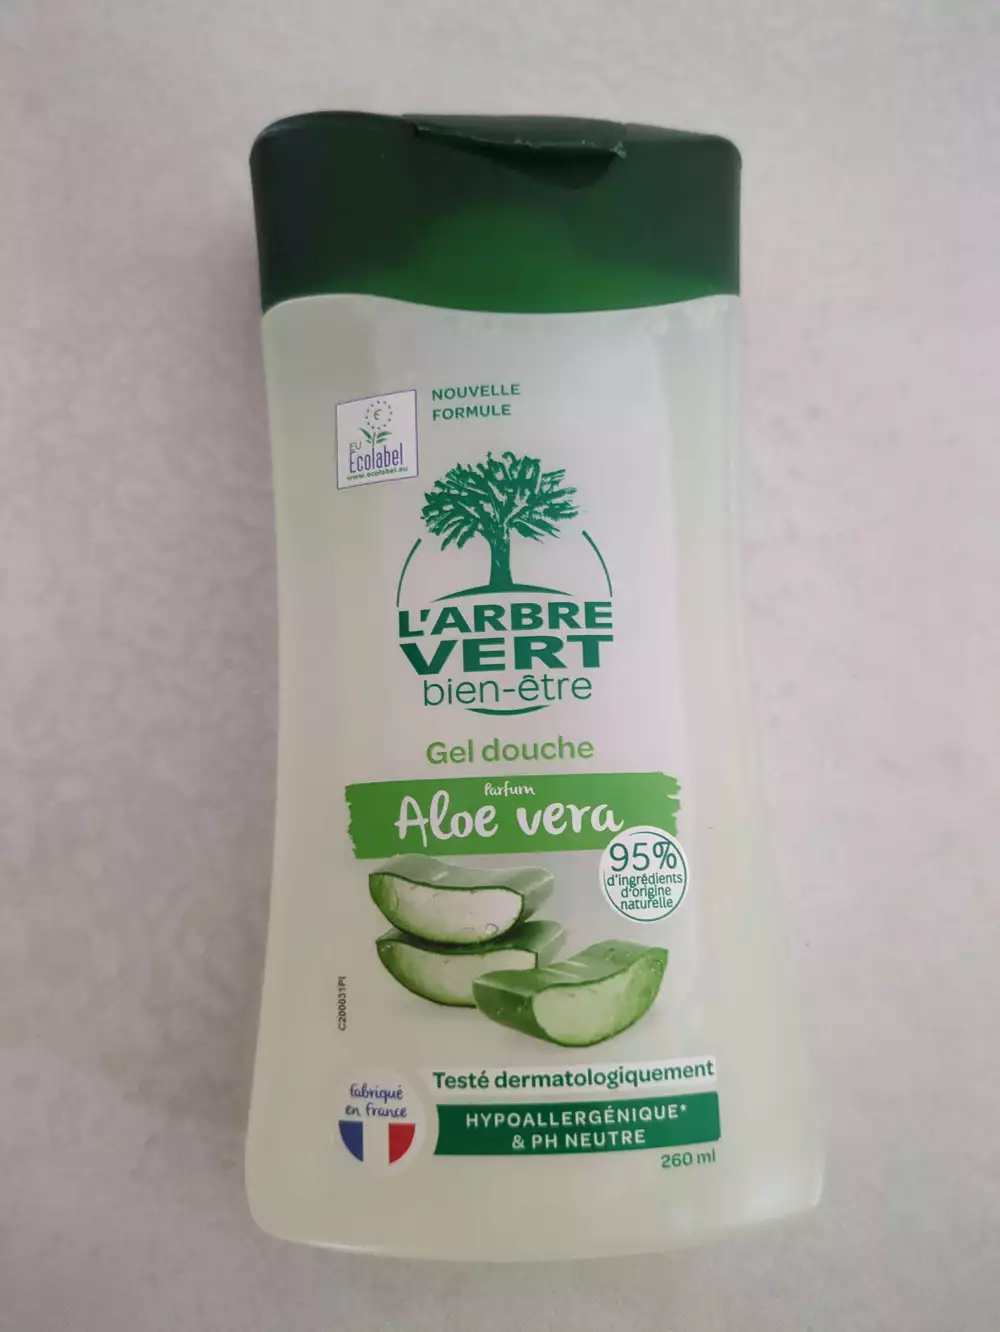 NOUVELLE
FORMULE
EU
Ecolabel
www.ecolabel.eu
L'ARBRE
VERT
bien-être
Gel douche
Parfum
Aloe vera
95%
d'ingrédients
d'origine
naturelle
C200031PI
fabriqué
en france
Testé dermatologiquement
HYPOALLERGÉNIQUE*
& PH NEUTRE
260 ml